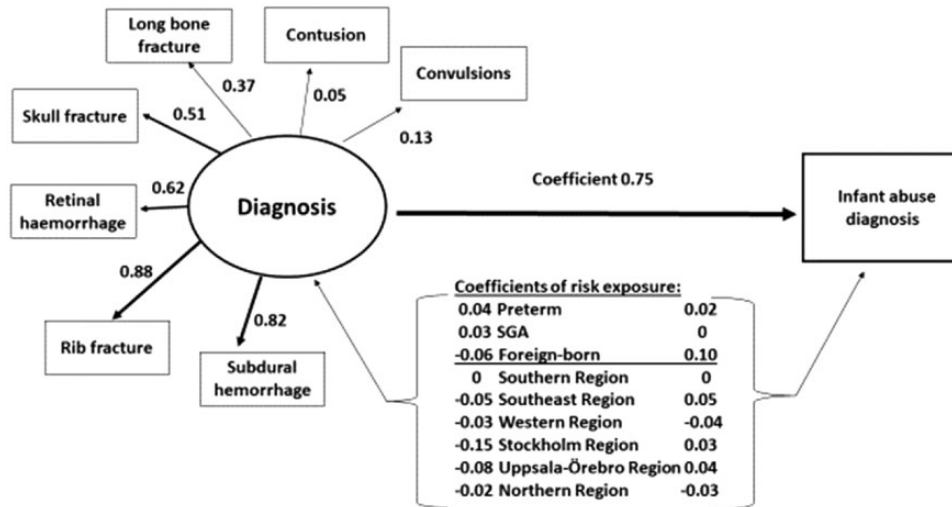 Long bone
fracture
Contusion
Convulsions
0.37
0.05
0.13
Skull fracture
0.51
Retinal
haemorrhage
0.62
Diagnosis
Coefficient 0.75
Infant abuse
diagnosis
0.88
Rib fracture
0.82
Subdural
hemorrhage
Coefficients of risk exposure:
0.04 Preterm 0.02
0.03 SGA 0
-0.06 Foreign-born 0.10
0 Southern Region 0
-0.05 Southeast Region 0.05
-0.03 Western Region -0.04
-0.15 Stockholm Region 0.03
-0.08 Uppsala-Örebro Region 0.04
-0.02 Northern Region -0.03